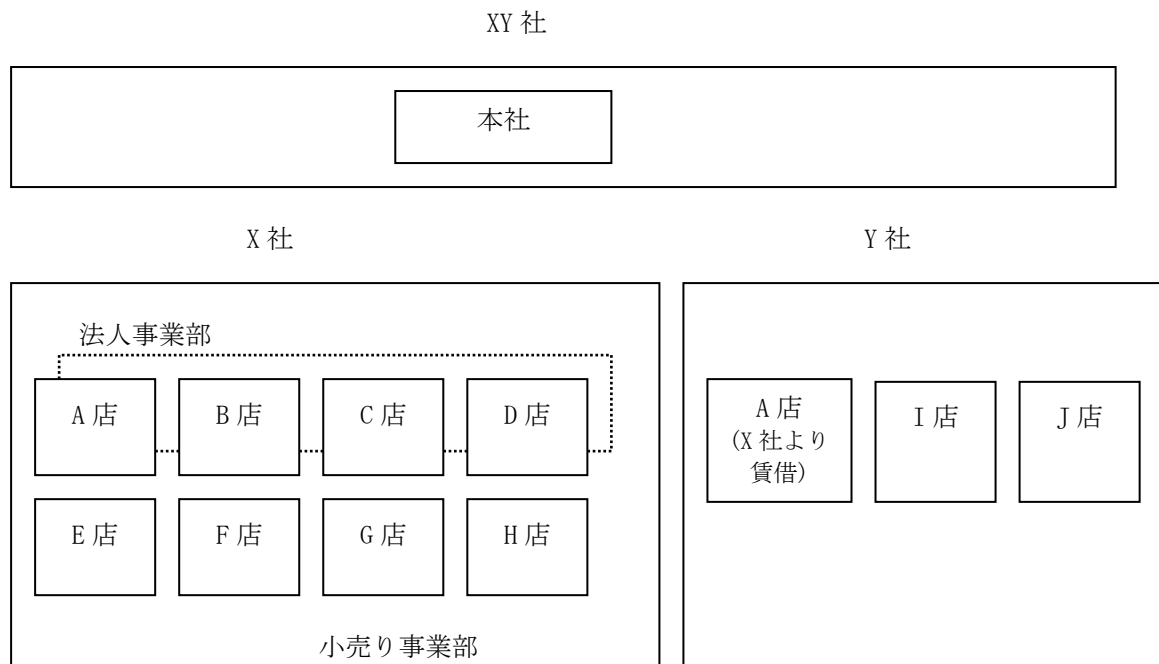 XY 社
本社
X 社
Y 社
法人事業部
A 店
B 店
C 店
D 店
E 店
F 店
G 店
H 店
小売り事業部
A 店
(X 社より
賃借)
I 店
J 店